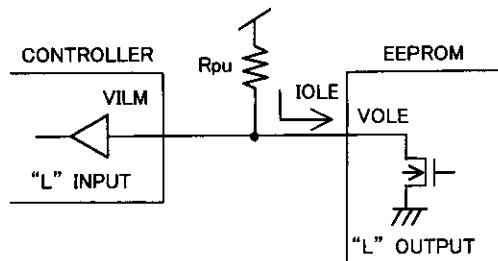 CONTROLLER
EEPROM
Rpu
IOLE
VILM
VOLE
“L” INPUT
“L” OUTPUT